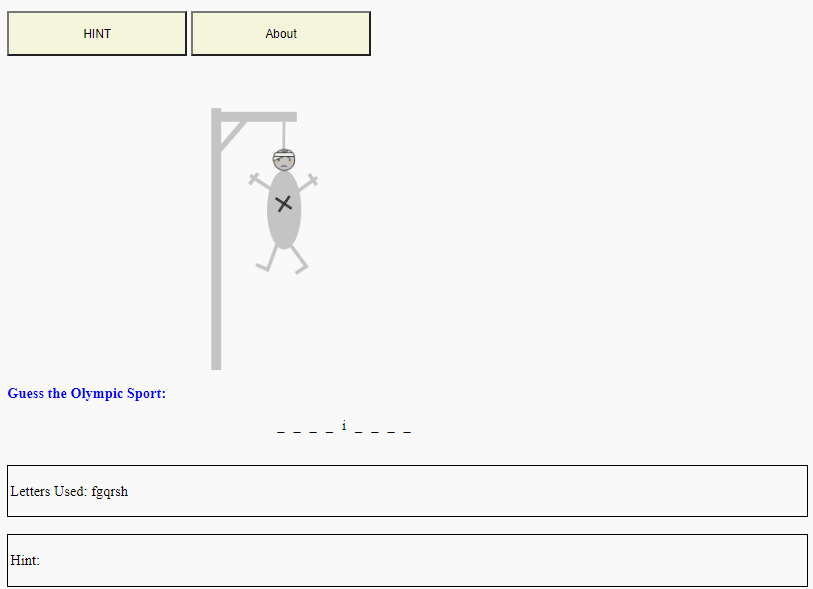 HINT About
Guess the Olympic Sport:
_ _ _ _ i _ _ _ _
Letters Used: fgqrsh
Hint: